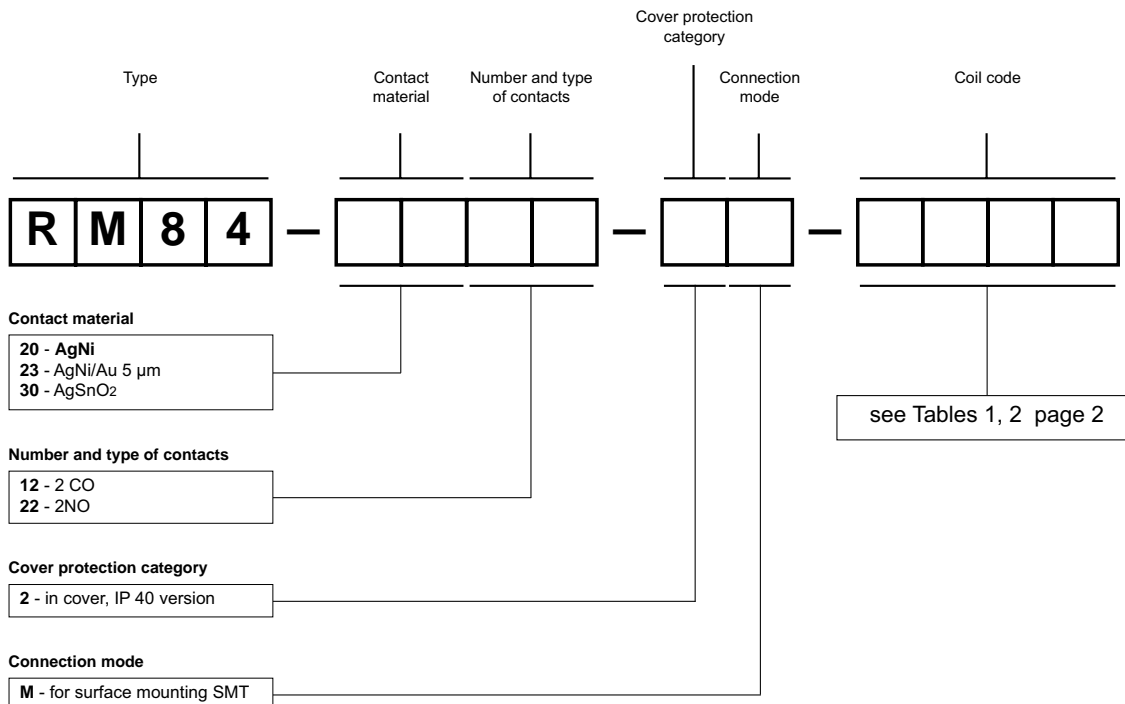 Cover protection
category
Type
Contact
material
Number and type
of contacts
Connection
mode
Coil code
R M 8 4 – – –
Contact material
20 - AgNi
23 - AgNi/Au 5 µm
30 - AgSnO2
see Tables 1, 2 page 2
Number and type of contacts
12 - 2 CO
22 - 2NO
Cover protection category
2 - in cover, IP 40 version
Connection mode
M - for surface mounting SMT